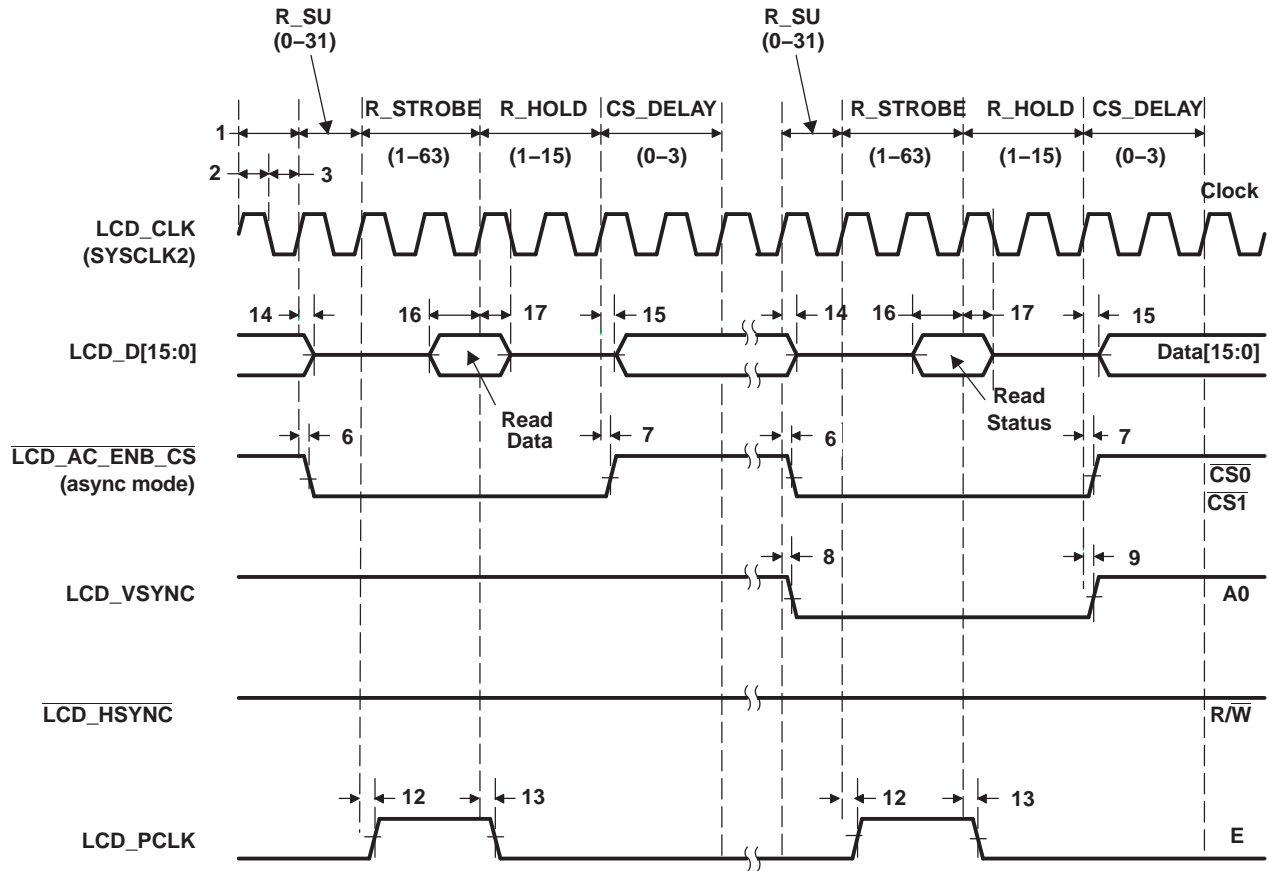 R_SU
(0–31)
R_SU
(0–31)
R_STROBE R_HOLD CS_DELAY
R_STROBE R_HOLD CS_DELAY
1
(1–63) (1–15) (0–3)
(1–63) (1–15) (0–3)
2 3
Clock
LCD_CLK
(SYSCLK2)
14 16 17 15 14 16 17 15
LCD_D[15:0]
Data[15:0]
Read
Data
Read
Status
6 7 6 7
LCD_AC_ENB_CS
(async mode)
CS0
CS1
8 9
LCD_VSYNC
A0
LCD_HSYNC
R/W
12 13 12 13
LCD_PCLK
E